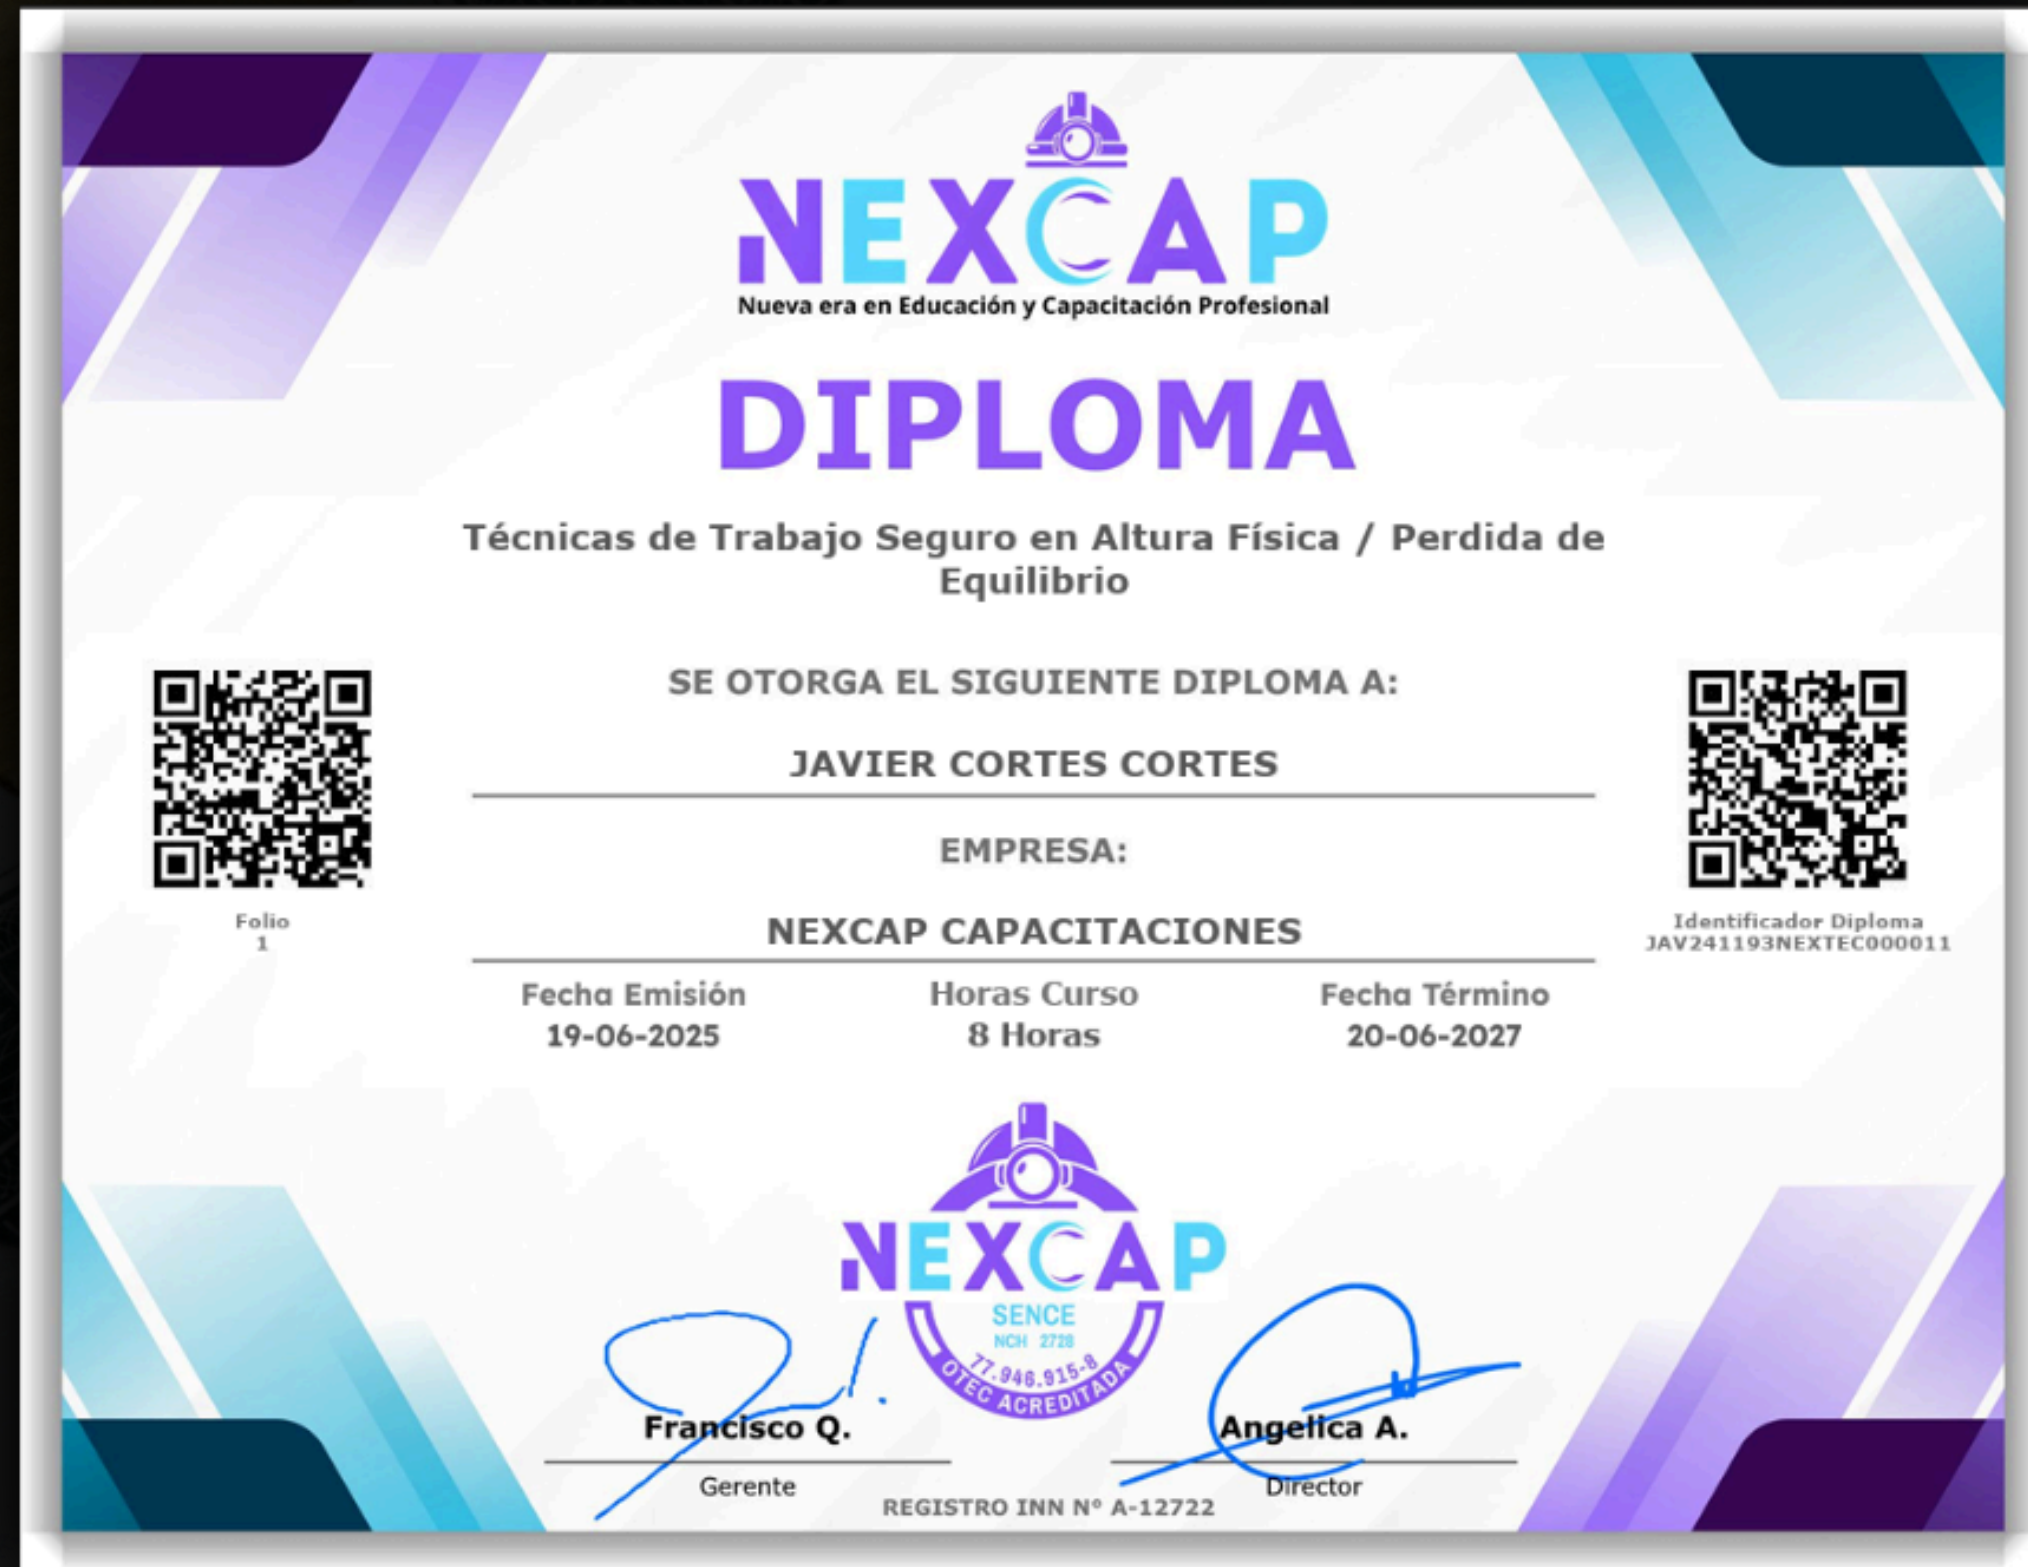 NEXCAP
Nueva era en Educación y Capacitación Profesional
DIPLOMA
Técnicas de Trabajo Seguro en Altura Física / Perdida de
Equilibrio
SE OTORGA EL SIGUIENTE DIPLOMA A:
JAVIER CORTES CORTES
EMPRESA:
NEXCAP CAPACITACIONES
Folio
1
Identificador Diploma
JAV241193NEXTEC000011
Fecha Emisión
19-06-2025
Horas Curso
8 Horas
Fecha Término
20-06-2027
NEXCAP
SENCE
NCH 2728
77.946.915-8
OTEC ACREDITADA
Francisco Q.
Gerente
Angelica A.
Director
REGISTRO INN Nº A-12722